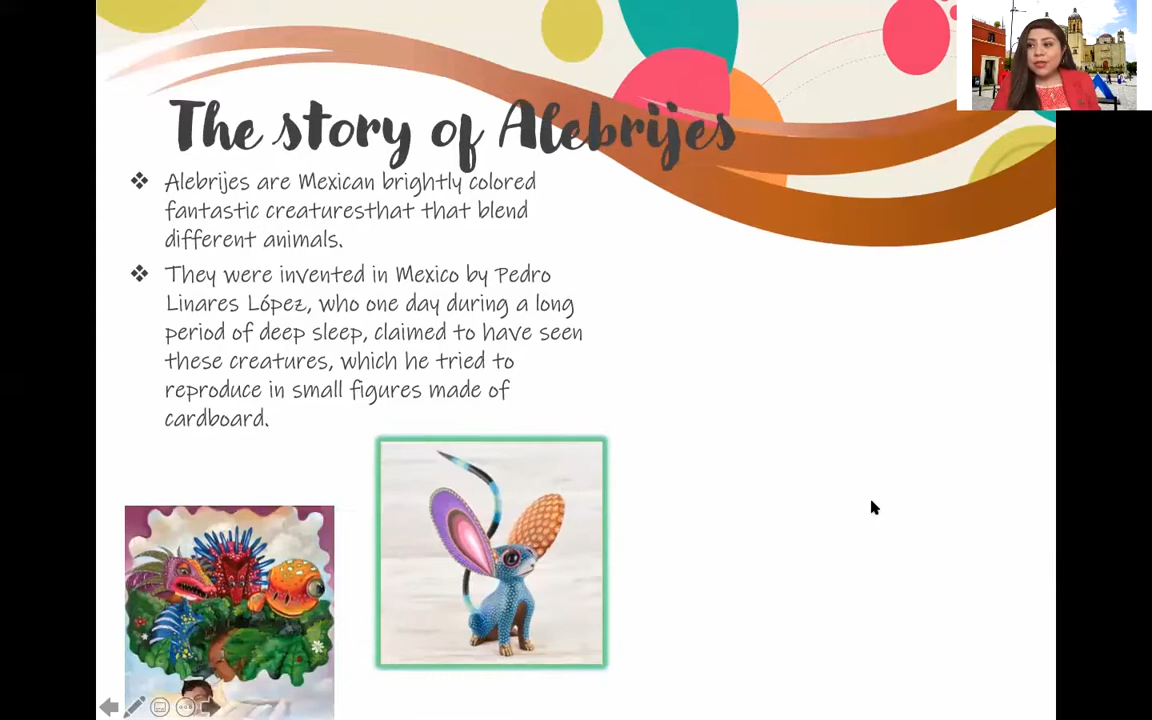 The story of Alebrijes
❖ Alebrijes are Mexican brightly colored
fantastic creaturesthat that blend
different animals.
❖ They were invented in Mexico by Pedro
Linares López, who one day during a long
period of deep sleep, claimed to have seen
these creatures, which he tried to
reproduce in small figures made of
cardboard.